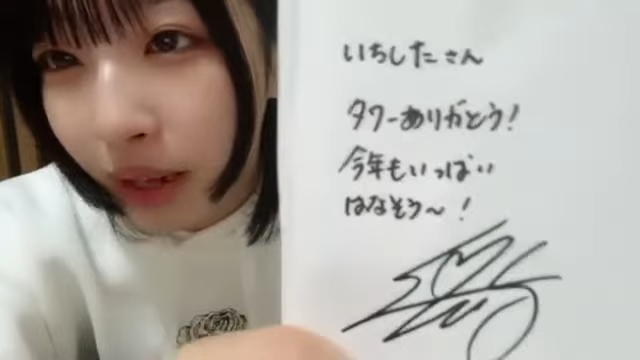 いちしたさん
タワーありがとう!
今年もいっぱい
はなそう〜!